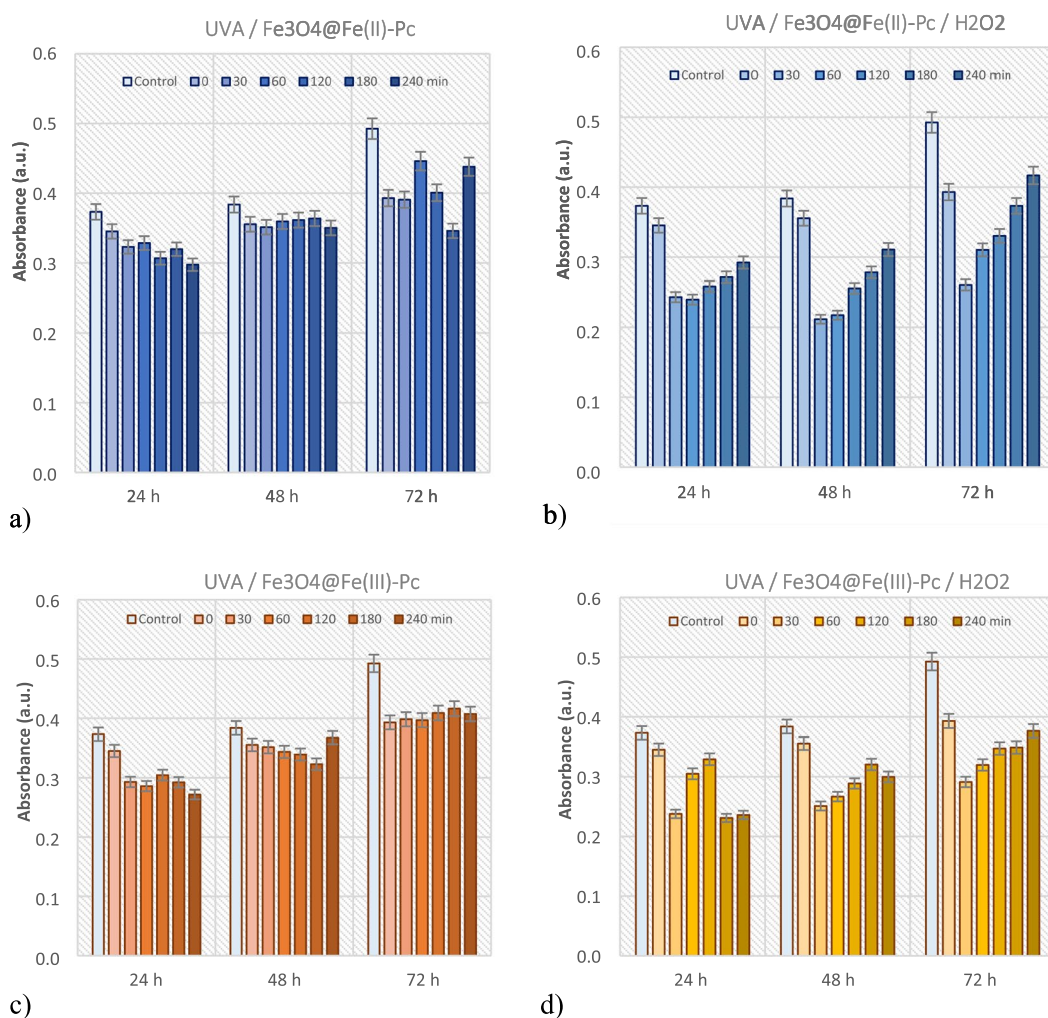 UVA / Fe3O4@Fe(II)-Pc
Absorbance (a.u.)
0.6
0.5
0.4
0.3
0.2
0.1
0.0
Control 0 30 60 120 180 240 min
24 h 48 h 72 h
a)
UVA / Fe3O4@Fe(II)-Pc / H2O2
Absorbance (a.u.)
0.6
0.5
0.4
0.3
0.2
0.1
0.0
Control 0 30 60 120 180 240 min
24 h 48 h 72 h
b)
UVA / Fe3O4@Fe(III)-Pc
Absorbance (a.u.)
0.6
0.5
0.4
0.3
0.2
0.1
0.0
Control 0 30 60 120 180 240 min
24 h 48 h 72 h
c)
UVA / Fe3O4@Fe(III)-Pc / H2O2
Absorbance (a.u.)
0.6
0.5
0.4
0.3
0.2
0.1
0.0
Control 0 30 60 120 180 240 min
24 h 48 h 72 h
d)